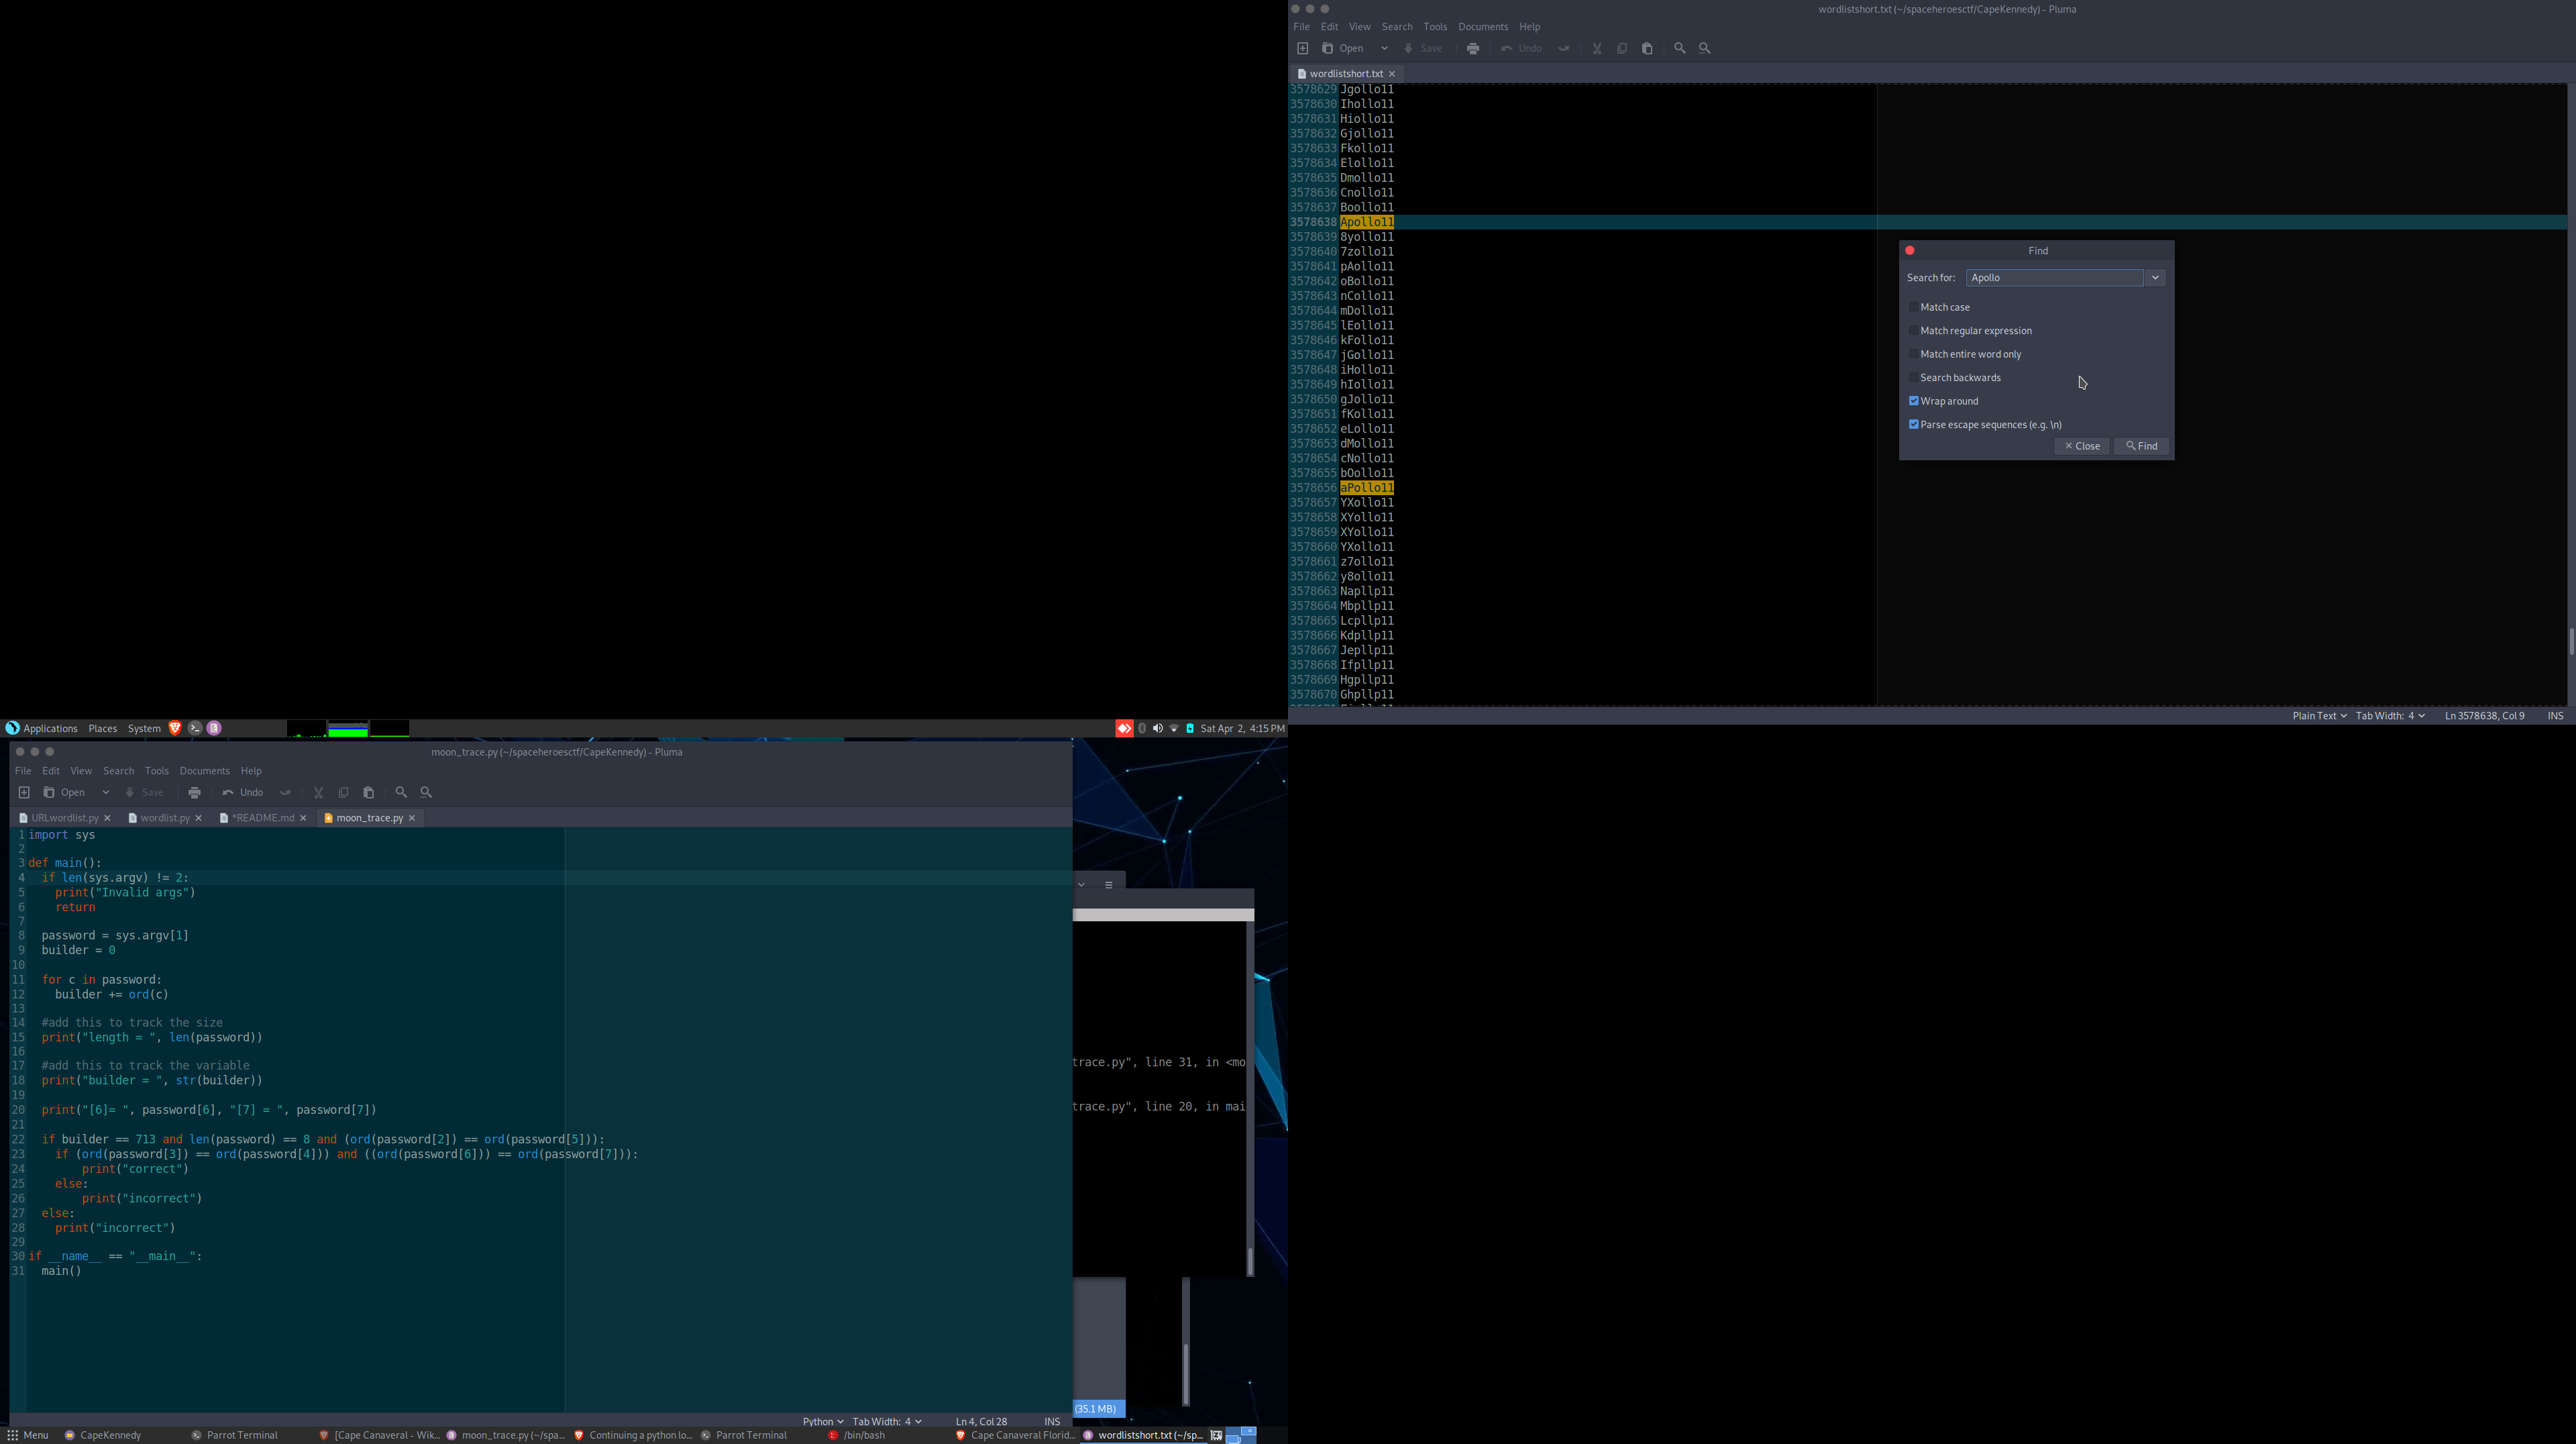 wordlistshort.txt (~/spaceheroesctf/CapeKennedy) - Pluma
File Edit View Search Tools Documents Help
Open Save Undo
wordlistshort.txt
3578629 Jgollo11
3578630 Ihollo11
3578631 Hiollo11
3578632 Gjollo11
3578633 Fkollo11
3578634 Elollo11
3578635 Dmollo11
3578636 Cnollo11
3578637 Boollo11
3578638 Apollo11
3578639 8yollo11
3578640 7zollo11
3578641 pAollo11
3578642 oBollo11
3578643 nCollo11
3578644 mDollo11
3578645 lEollo11
3578646 kFollo11
3578647 jGollo11
3578648 iHollo11
3578649 hIollo11
3578650 gJollo11
3578651 fKollo11
3578652 eLollo11
3578653 dMollo11
3578654 cNollo11
3578655 bOollo11
3578656 aPollo11
3578657 YXollo11
3578658 XYollo11
3578659 XYollo11
3578660 YXollo11
3578661 z7ollo11
3578662 y8ollo11
3578663 Napllp11
3578664 Mbpllp11
3578665 Lcpllp11
3578666 Kdpllp11
3578667 Jepllp11
3578668 Ifpllp11
3578669 Hgpllp11
3578670 Ghpllp11
Find
Search for: Apollo
Match case
Match regular expression
Match entire word only
Search backwards
Wrap around
Parse escape sequences (e.g. \n)
Close Find
Plain Text Tab Width: 4 Ln 3578638, Col 9 INS
Applications Places System Sat Apr 2, 4:15 PM
moon_trace.py (~/spaceheroesctf/CapeKennedy) - Pluma
File Edit View Search Tools Documents Help
Open Save Undo
URLwordlist.py wordlist.py *README.md moon_trace.py
1 import sys
2
3 def main():
4 if len(sys.argv) != 2:
5 print("Invalid args")
6 return
7
8 password = sys.argv[1]
9 builder = 0
10
11 for c in password:
12 builder += ord(c)
13
14 #add this to track the size
15 print("length = ", len(password))
16
17 #add this to track the variable
18 print("builder = ", str(builder))
19
20 print("[6]= ", password[6], "[7] = ", password[7])
21
22 if builder == 713 and len(password) == 8 and (ord(password[2]) == ord(password[5])):
23 if (ord(password[3]) == ord(password[4])) and ((ord(password[6])) == ord(password[7])):
24 print("correct")
25 else:
26 print("incorrect")
27 else:
28 print("incorrect")
29
30 if __name__ == "__main__":
31 main()
trace.py", line 31, in <mo
trace.py", line 20, in mai
(35.1 MB)
Python Tab Width: 4 Ln 4, Col 28 INS
Menu CapeKennedy Parrot Terminal [Cape Canaveral - Wik... moon_trace.py (~/spa... Continuing a python lo... Parrot Terminal /bin/bash Cape Canaveral Florid... wordlistshort.txt (~/sp...